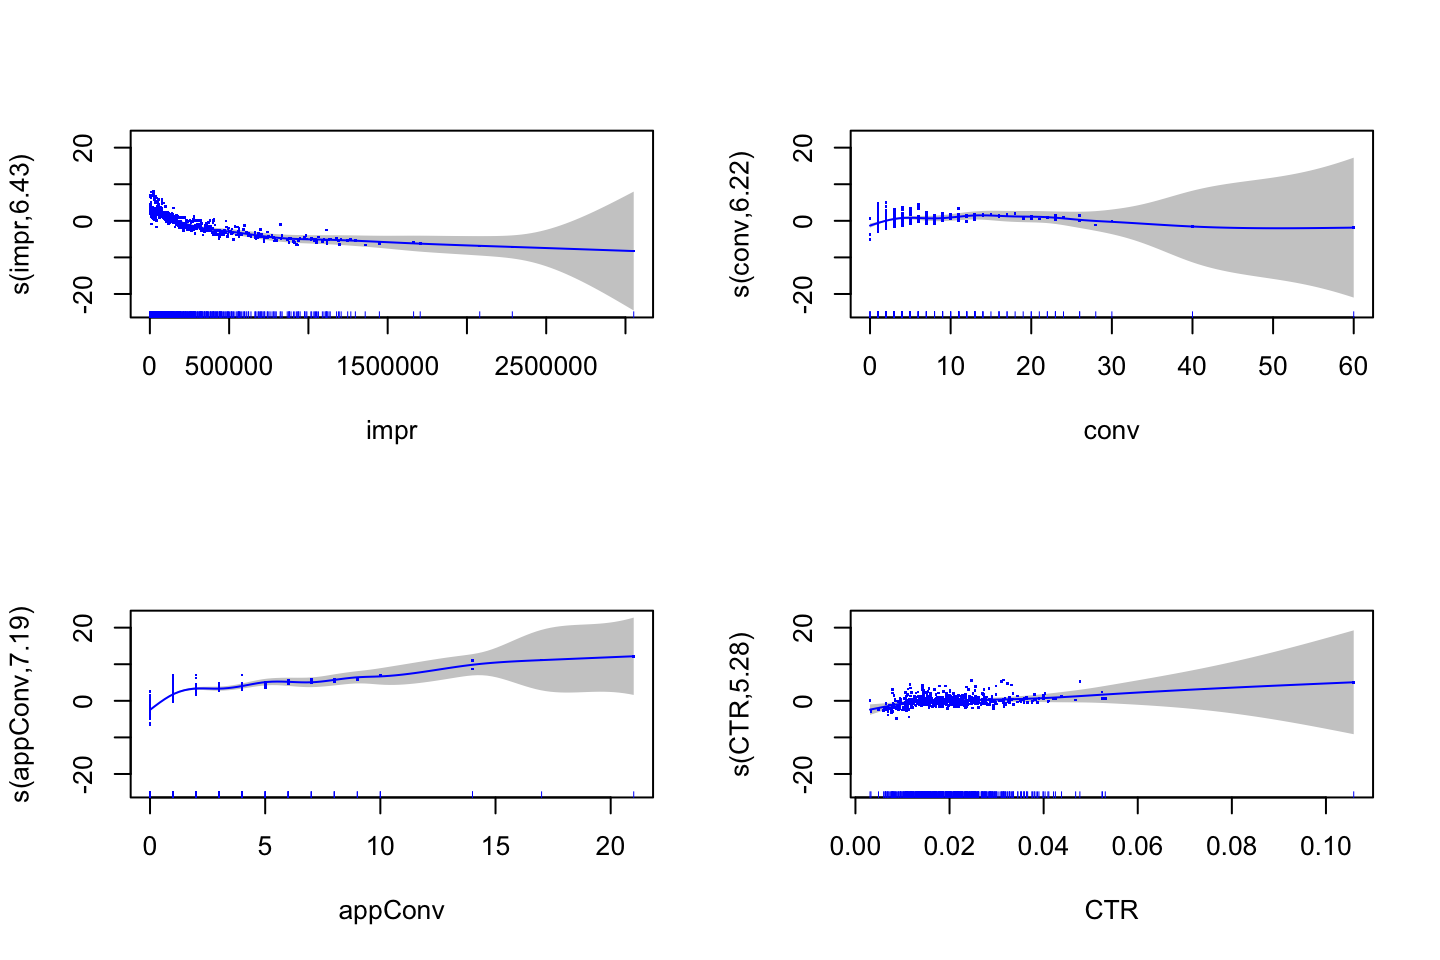 s(impr,6.43)
20
0
-20
0 500000 1500000 2500000
impr
s(conv,6.22)
20
0
-20
0 10 20 30 40 50 60
conv
s(appConv,7.19)
20
0
-20
0 5 10 15 20
appConv
s(CTR,5.28)
20
0
-20
0.00 0.02 0.04 0.06 0.08 0.10
CTR